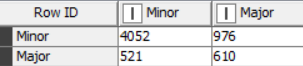 Row ID I Minor I Major
Minor 4052 976
Major 521 610